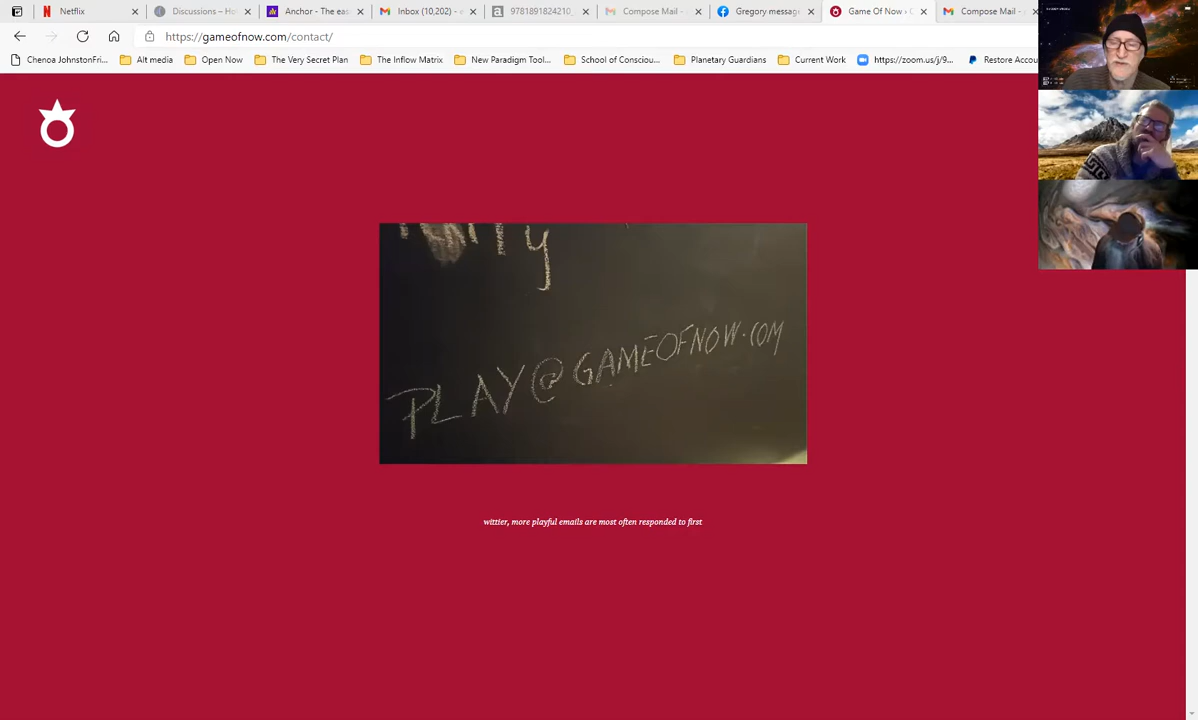 Netflix
Discussions – Ho
Anchor - The eas
Inbox (10,202) -
9781891824210_
Compose Mail -
Gregory message
Game Of Now › C
Compose Mail -
https://gameofnow.com/contact/
Chenoa JohnstonFri...
Alt media
Open Now
The Very Secret Plan
The Inflow Matrix
New Paradigm Tool...
School of Consciou...
Planetary Guardians
Current Work
https://zoom.us/j/9...
Restore Accou
PLAY@GAMEOFNOW.COM
wittier, more playful emails are most often responded to first